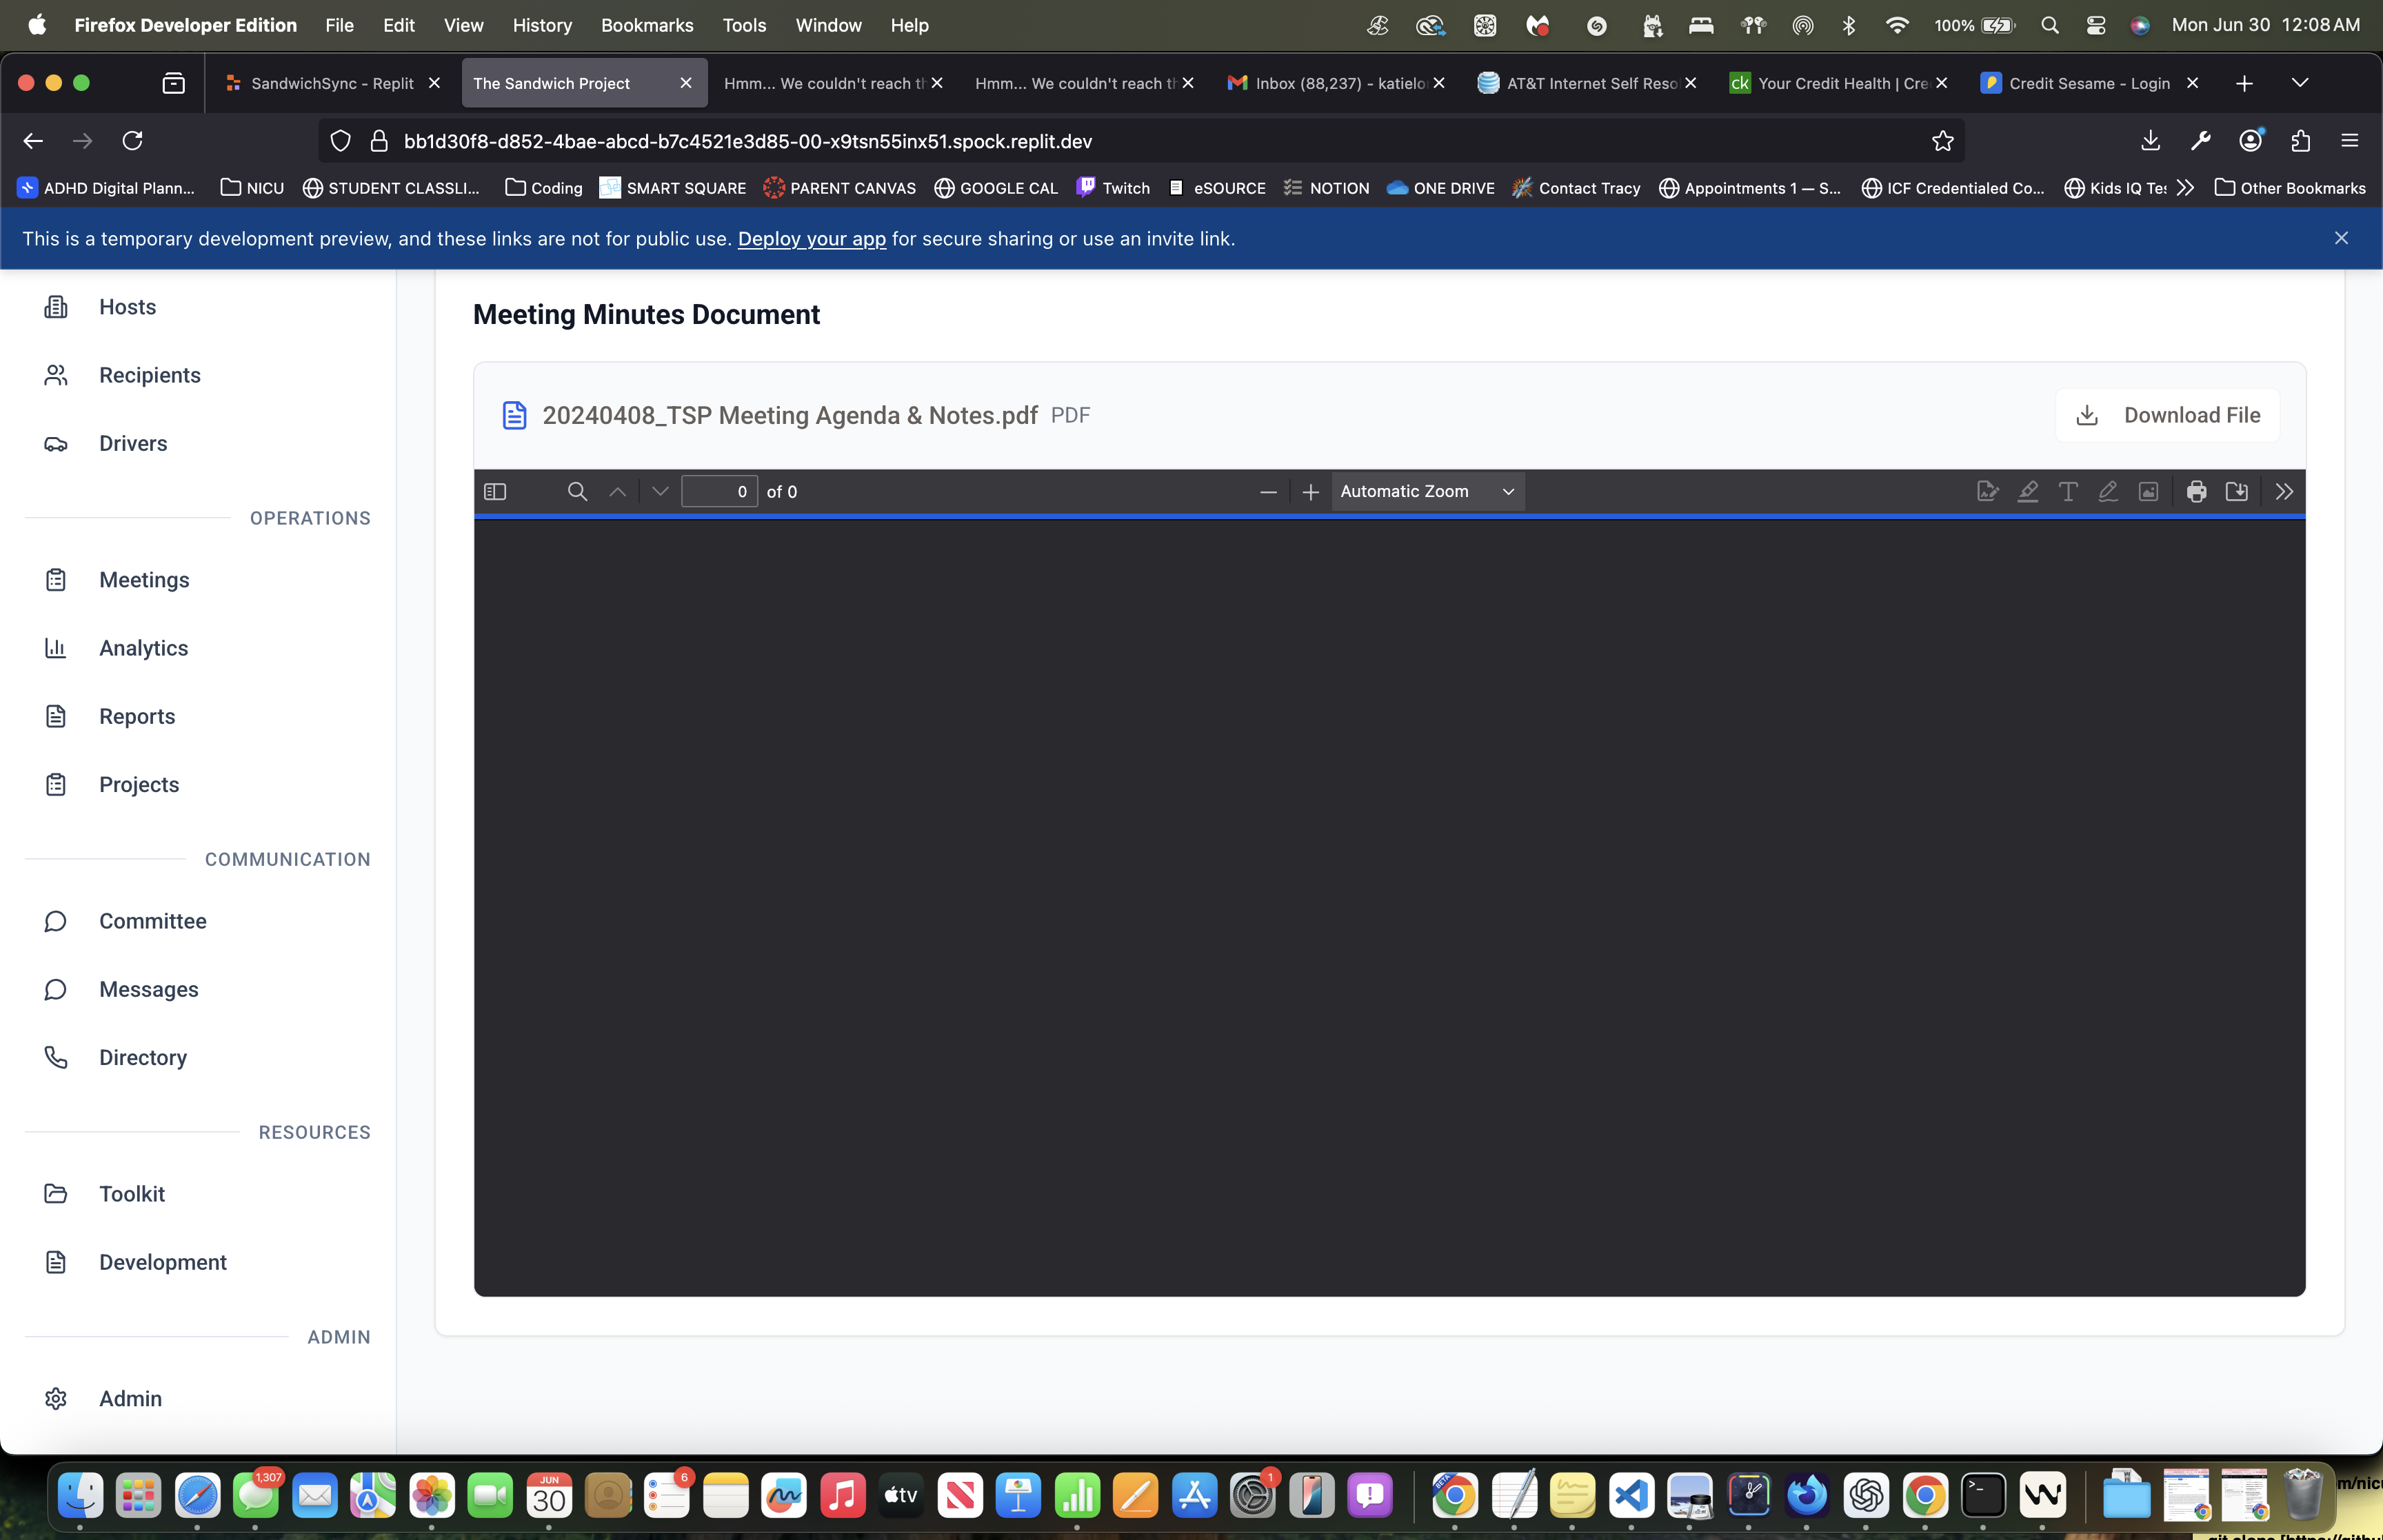 Firefox Developer Edition File Edit View History Bookmarks Tools Window Help 100% Mon Jun 30 12:08 AM
SandwichSync - Replit The Sandwich Project Hmm... We couldn't reach th Hmm... We couldn't reach th Inbox (88,237) - katielo AT&T Internet Self Reso ck Your Credit Health | Cre Credit Sesame - Login
bb1d30f8-d852-4bae-abcd-b7c4521e3d85-00-x9tsn55inx51.spock.replit.dev
ADHD Digital Plann... NICU STUDENT CLASSLI... Coding SMART SQUARE PARENT CANVAS GOOGLE CAL Twitch eSOURCE NOTION ONE DRIVE Contact Tracy Appointments 1 — S... ICF Credentialed Co... Kids IQ Tes Other Bookmarks
This is a temporary development preview, and these links are not for public use. Deploy your app for secure sharing or use an invite link.
Hosts
Recipients
Drivers
OPERATIONS
Meetings
Analytics
Reports
Projects
COMMUNICATION
Committee
Messages
Directory
RESOURCES
Toolkit
Development
ADMIN
Admin
Meeting Minutes Document
20240408_TSP Meeting Agenda & Notes.pdf PDF
Download File
0 of 0 Automatic Zoom
1,307 JUN 30 6 tv 1 BETA
m/nicu